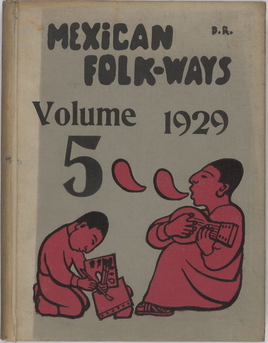 MEXICAN D.R.
FOLK-WAYS
Volume 1929
5